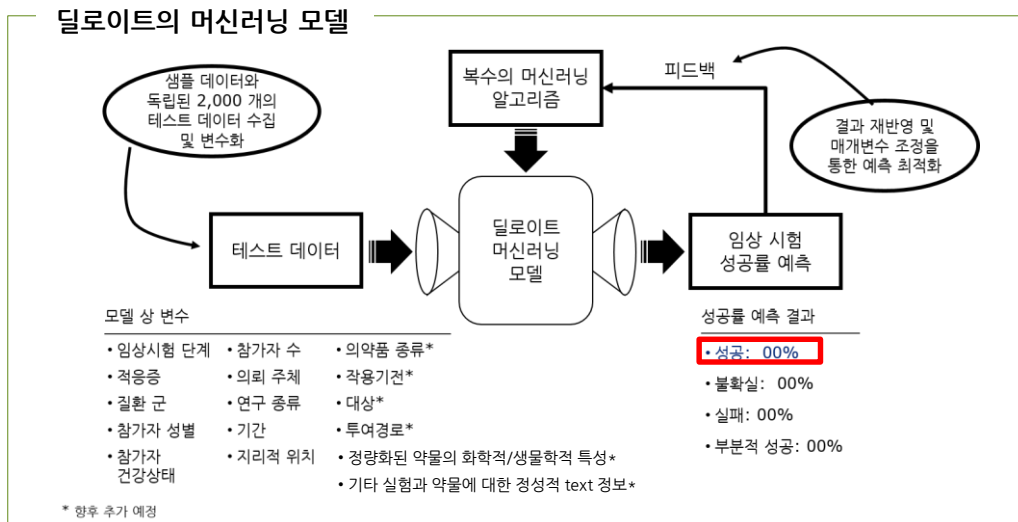 딜로이트의 머신러닝 모델
샘플 데이터와
독립된 2,000 개의
테스트 데이터 수집
및 변수화
복수의 머신러닝
알고리즘
피드백
결과 재반영 및
매개변수 조정을
통한 예측 최적화
테스트 데이터
딜로이트
머신러닝
모델
임상 시험
성공률 예측
모델 상 변수
• 임상시험 단계
• 적응증
• 질환 군
• 참가자 성별
• 참가자
건강상태
• 참가자 수
• 의뢰 주체
• 연구 종류
• 기간
• 지리적 위치
• 의약품 종류*
• 작용기전*
• 대상*
• 투여경로*
• 정량화된 약물의 화학적/생물학적 특성*
• 기타 실험과 약물에 대한 정성적 text 정보*
성공률 예측 결과
• 성공: 00%
• 불확실: 00%
• 실패: 00%
• 부분적 성공: 00%
* 향후 추가 예정